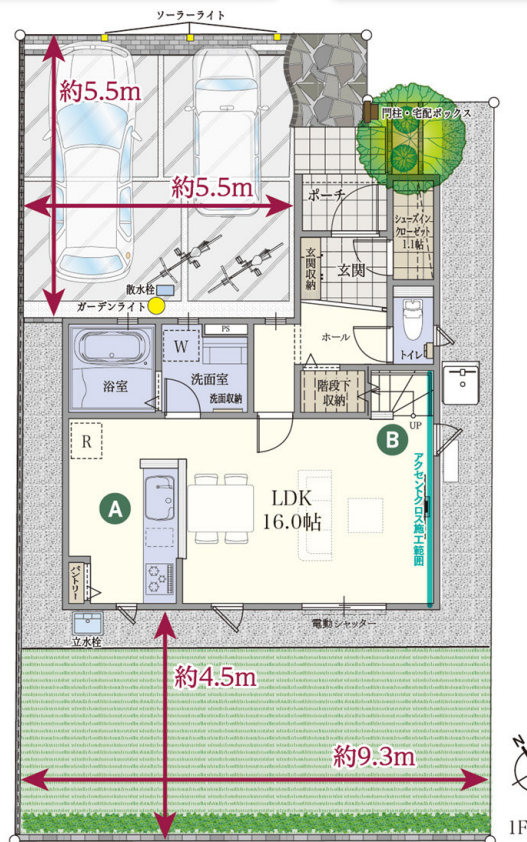 ソーラーライト
約5.5m
門柱・宅配ボックス
約5.5m
ポーチ
シューズイン
クローゼット
1.1帖
玄関収納
玄関
散水栓
ガーデンライト
PS
W
ホール
トイレ
浴室
洗面室
洗面収納
階段下
収納
UP
R
B
A
LDK
16.0帖
アクセントクロス施工範囲
パントリー
電動シャッター
立水栓
約4.5m
約9.3m
N
1F